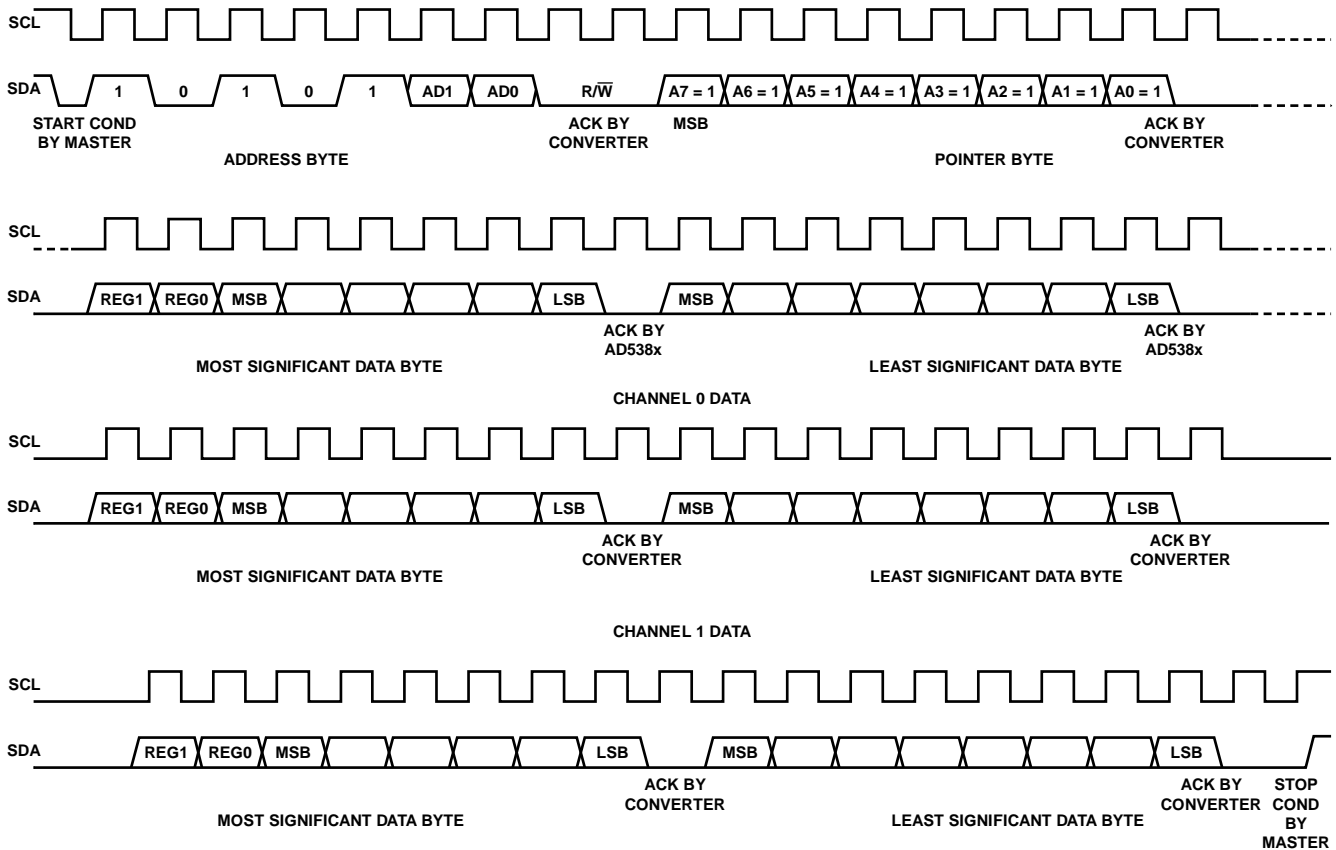 SCL
SDA 1 0 1 0 1 AD1 AD0 R/W̅ A7 = 1 A6 = 1 A5 = 1 A4 = 1 A3 = 1 A2 = 1 A1 = 1 A0 = 1
START COND BY MASTER
ACK BY CONVERTER
MSB
ACK BY CONVERTER
ADDRESS BYTE
POINTER BYTE
SCL
SDA REG1 REG0 MSB LSB MSB LSB
ACK BY AD538x
ACK BY AD538x
MOST SIGNIFICANT DATA BYTE
LEAST SIGNIFICANT DATA BYTE
CHANNEL 0 DATA
SCL
SDA REG1 REG0 MSB LSB MSB LSB
ACK BY CONVERTER
ACK BY CONVERTER
MOST SIGNIFICANT DATA BYTE
LEAST SIGNIFICANT DATA BYTE
CHANNEL 1 DATA
SCL
SDA REG1 REG0 MSB LSB MSB LSB
ACK BY CONVERTER
ACK BY CONVERTER
STOP COND BY MASTER
MOST SIGNIFICANT DATA BYTE
LEAST SIGNIFICANT DATA BYTE